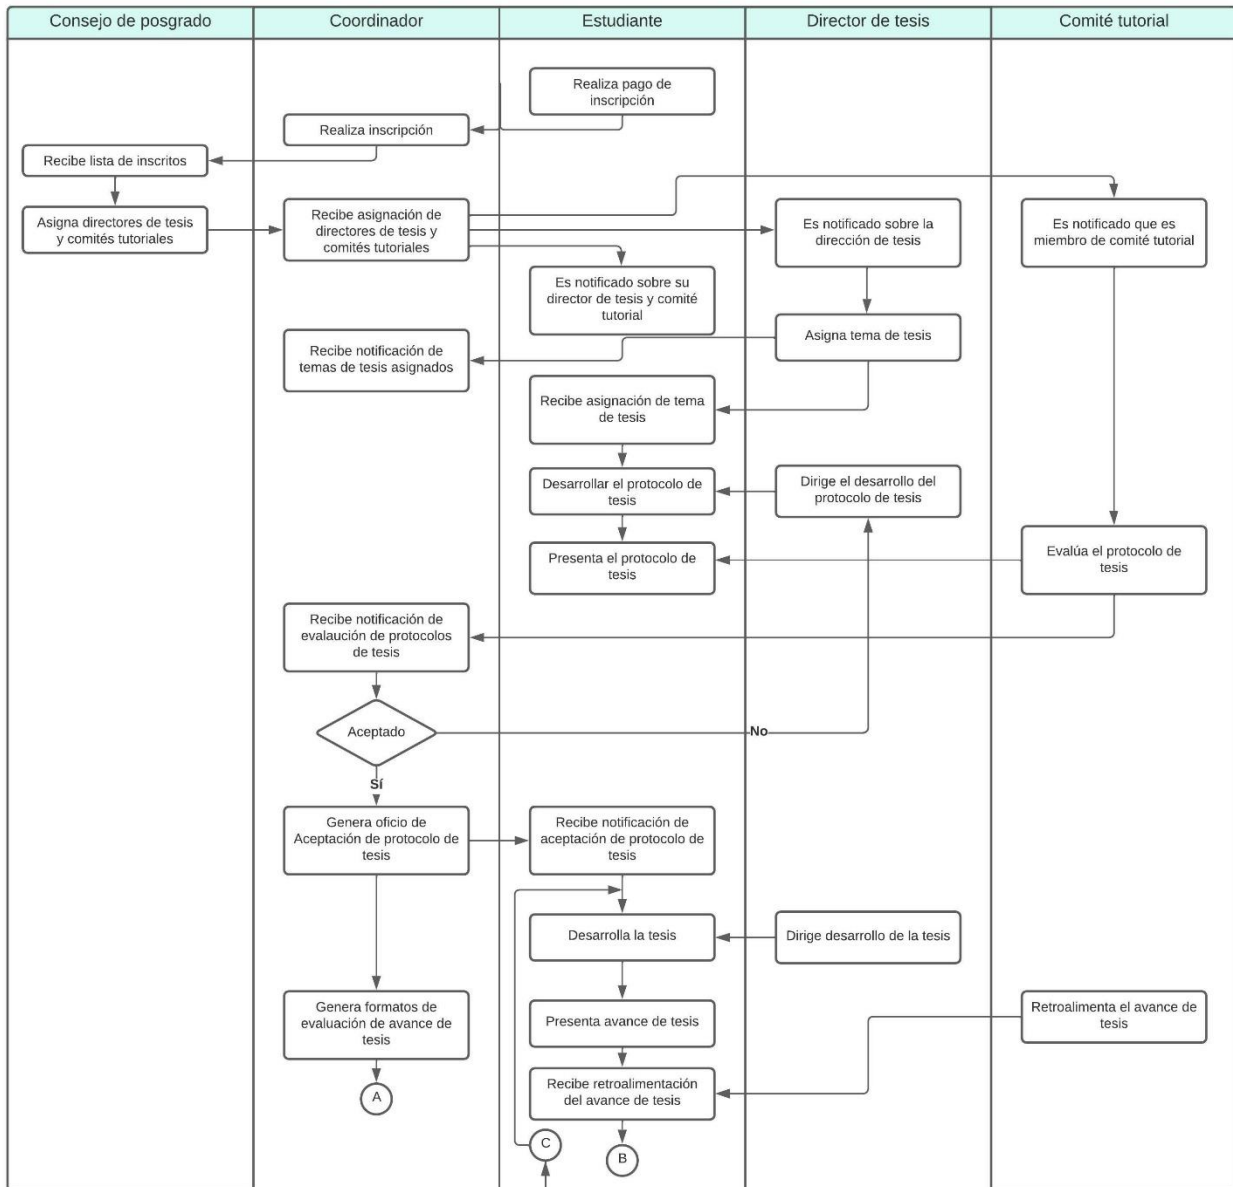 Consejo de posgrado
Coordinador
Estudiante
Director de tesis
Comité tutorial
Realiza pago de
inscripción
Realiza inscripción
Recibe lista de inscritos
Asigna directores de tesis
y comités tutoriales
Recibe asignación de
directores de tesis y
comités tutoriales
Es notificado sobre la
dirección de tesis
Es notificado que es
miembro de comité tutorial
Es notificado sobre su
director de tesis y comité
tutorial
Asigna tema de tesis
Recibe notificación de
temas de tesis asignados
Recibe asignación de tema
de tesis
Desarrollar el protocolo de
tesis
Dirige el desarrollo del
protocolo de tesis
Presenta el protocolo de
tesis
Evalúa el protocolo de
tesis
Recibe notificación de
evalaución de protocolos
de tesis
Aceptado
No
Sí
Genera oficio de
Aceptación de protocolo de
tesis
Recibe notificación de
aceptación de protocolo de
tesis
Desarrolla la tesis
Dirige desarrollo de la tesis
Genera formatos de
evaluación de avance de
tesis
Presenta avance de tesis
Retroalimenta el avance de
tesis
Recibe retroalimentación
del avance de tesis
A
C
B